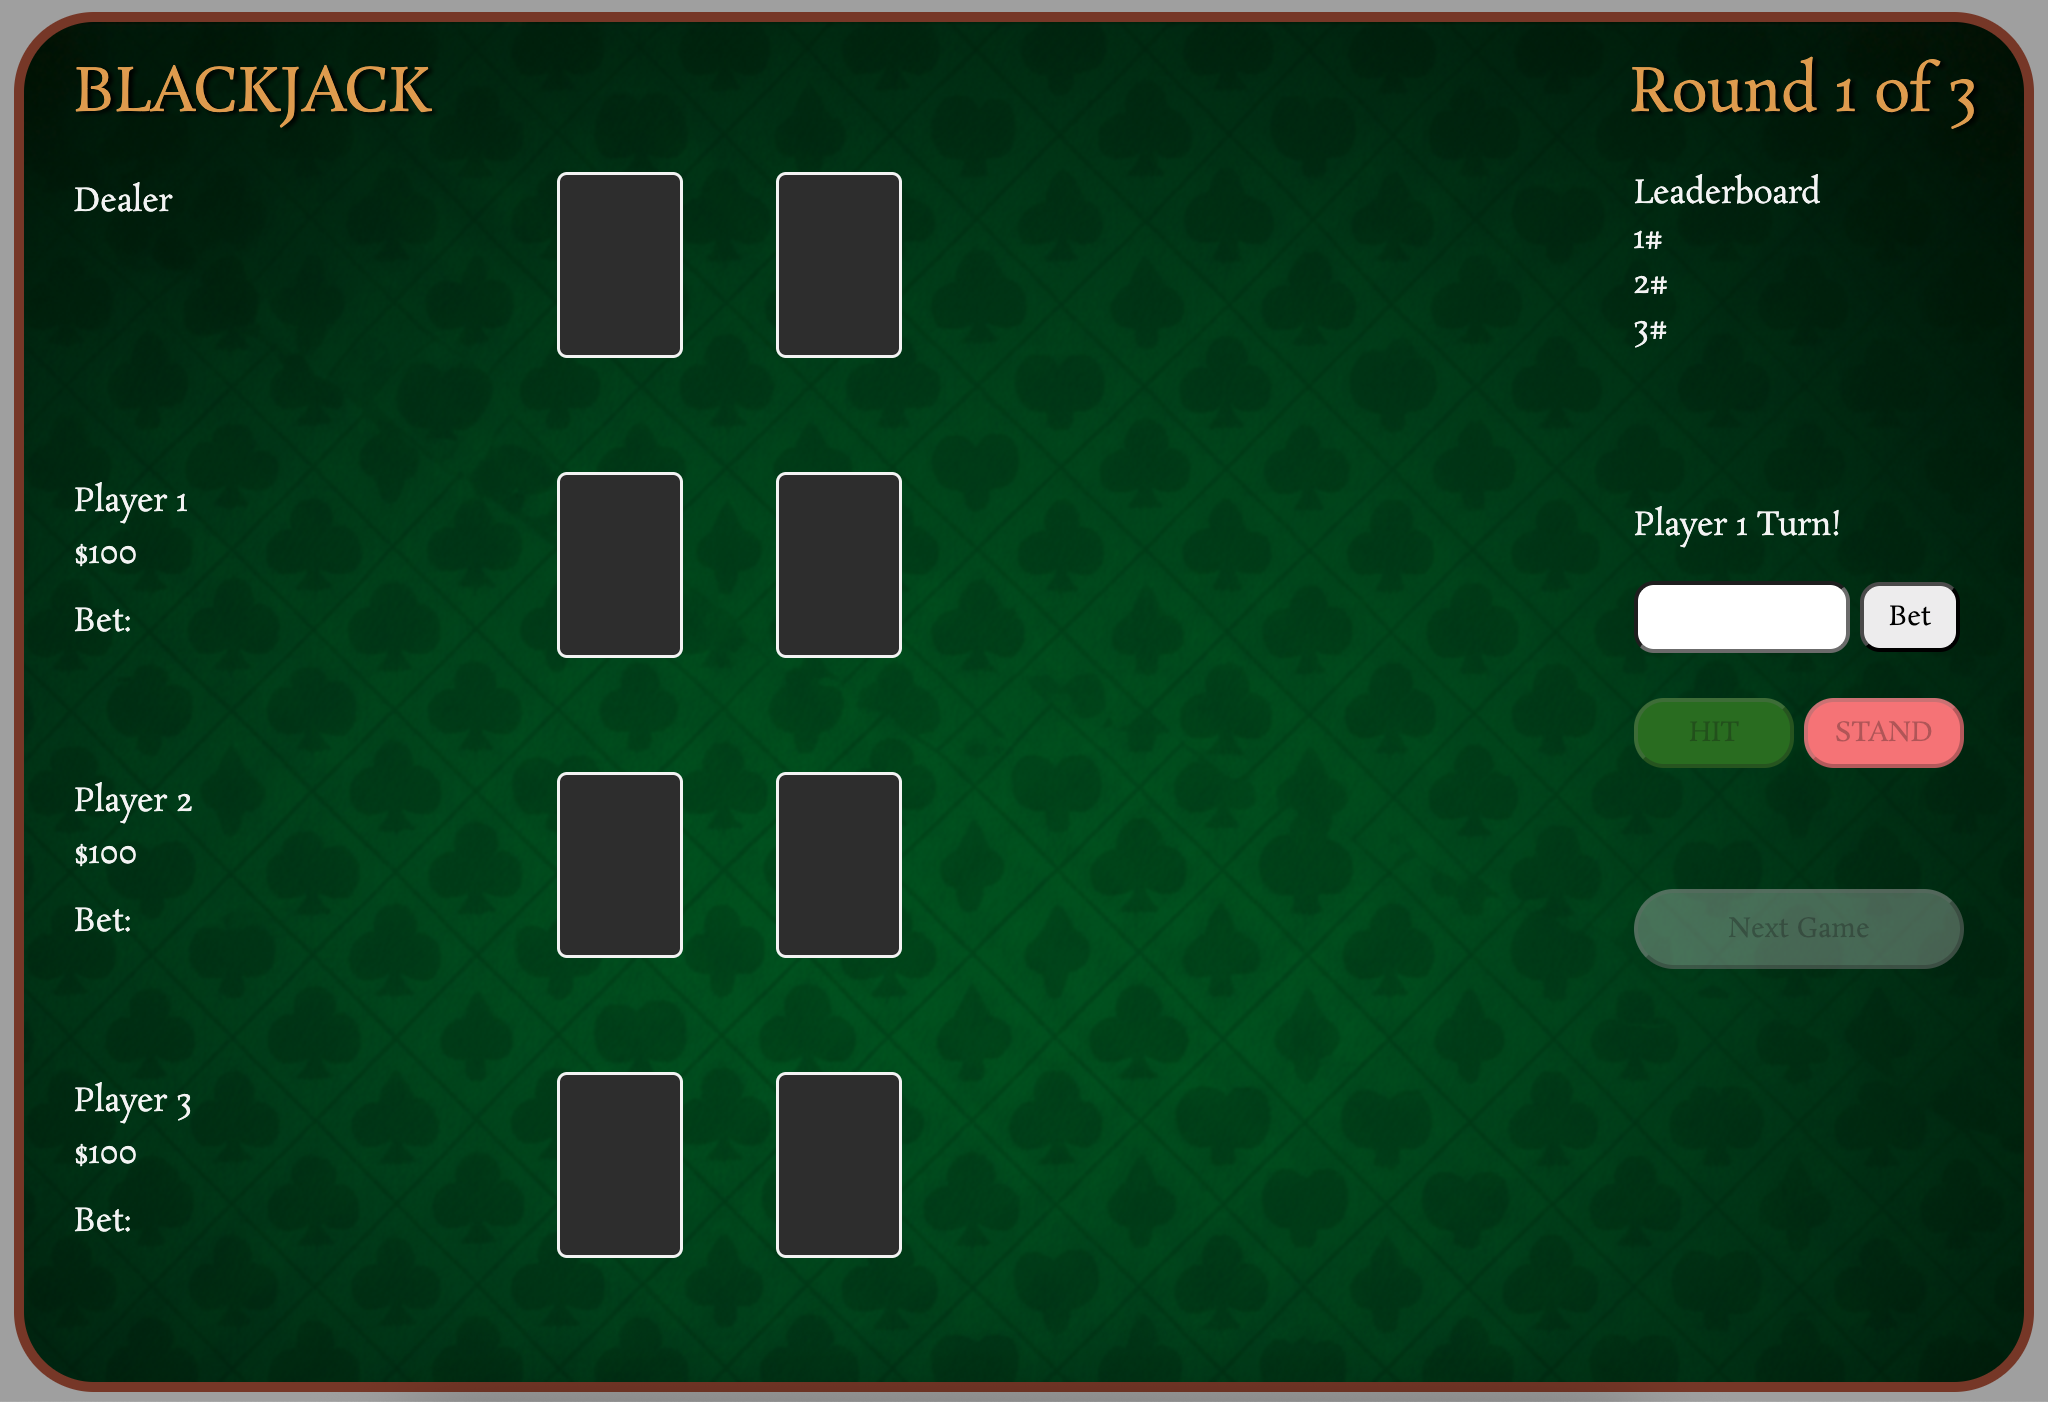 BLACKJACK
Round 1 of 3
Dealer
Leaderboard
1#
2#
3#
Player 1
$100
Bet:
Player 1 Turn!
Bet
HIT
STAND
Player 2
$100
Bet:
Next Game
Player 3
$100
Bet: